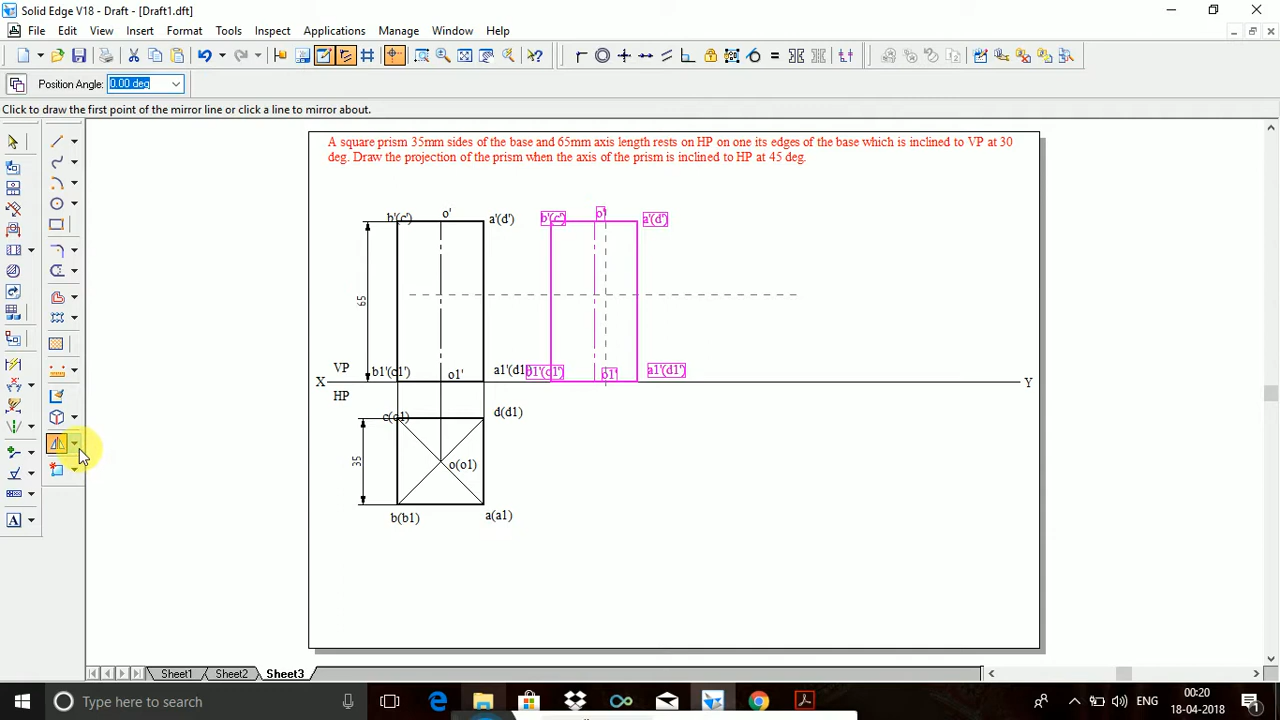 Solid Edge V18 - Draft - [Draft1.dft]
File Edit View Insert Format Tools Inspect Applications Manage Window Help
Position Angle: 0.00 deg
Click to draw the first point of the mirror line or click a line to mirror about.
A square prism 35mm sides of the base and 65mm axis length rests on HP on one its edges of the base which is inclined to VP at 30
deg. Draw the projection of the prism when the axis of the prism is inclined to HP at 45 deg.
b'(c') o' a'(d') b'(c') o' a'(d')
65
VP b1'(c1') o1' a1'(d1') b1'(c1') o1' a1'(d1')
X Y
HP
c(c1) d(d1)
35 o(o1)
b(b1) a(a1)
A
Sheet1 Sheet2 Sheet3
Type here to search ENG 00:20
18-04-2018